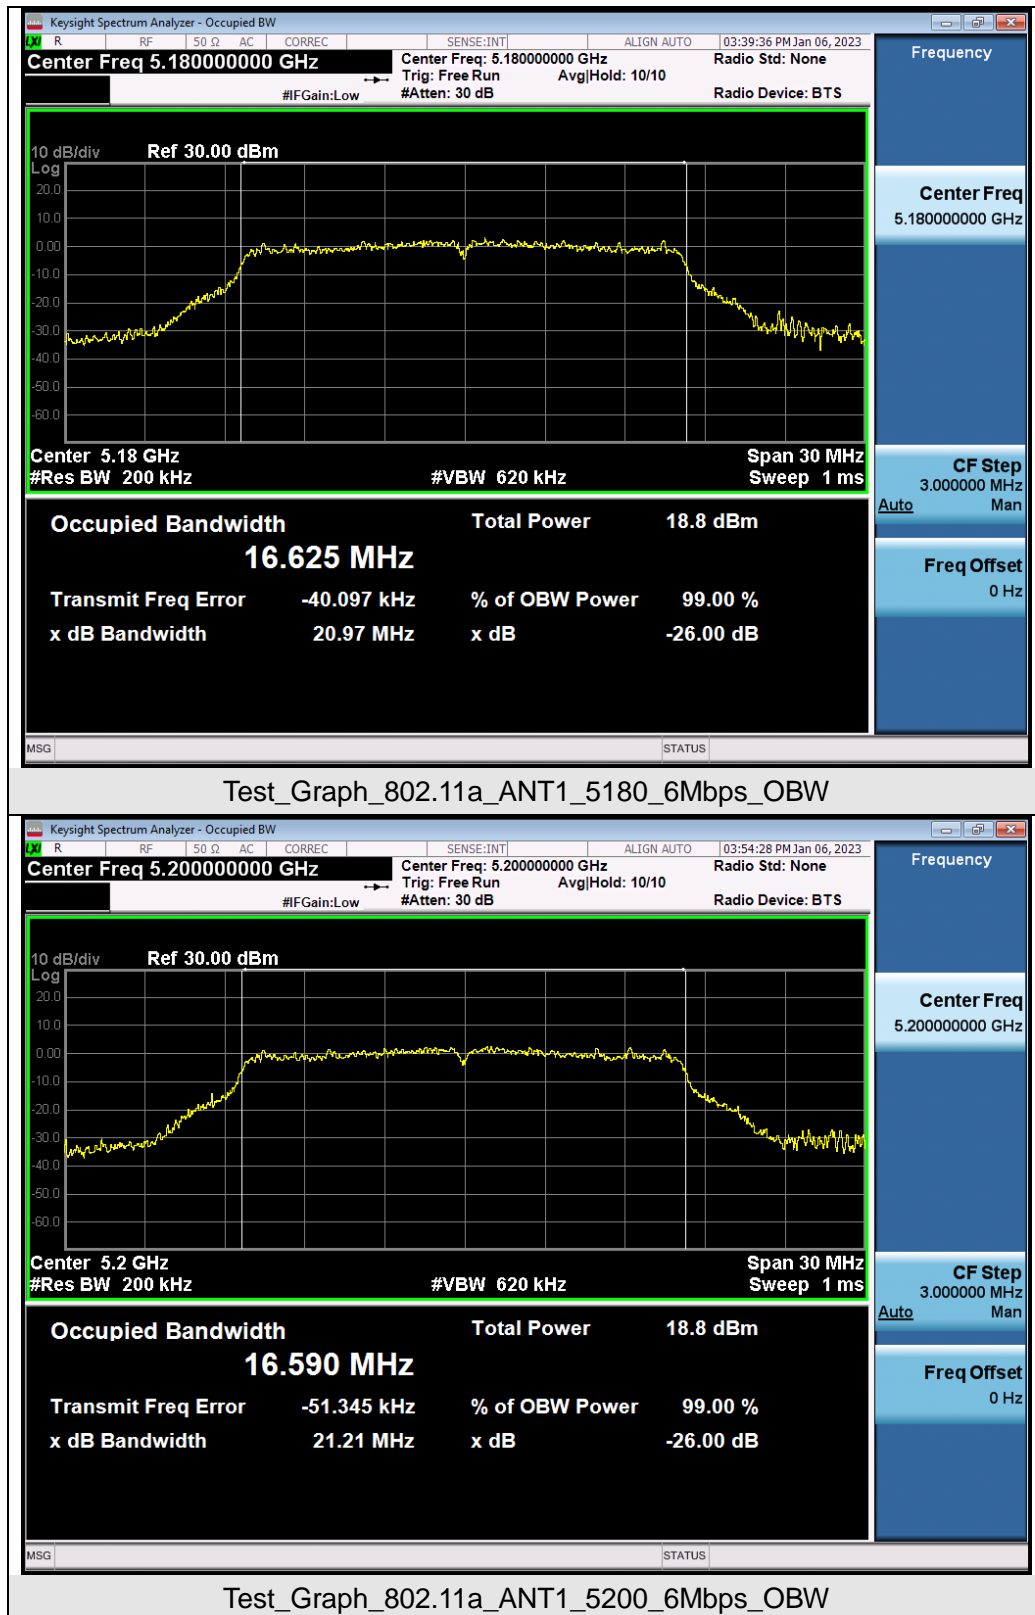 Keysight Spectrum Analyzer - Occupied BW
LXI R RF 50 Ω AC CORREC SENSE:INT ALIGN AUTO 03:39:36 PM Jan 06, 2023
Center Freq 5.180000000 GHz
Center Freq: 5.180000000 GHz Radio Std: None
Trig: Free Run Avg|Hold: 10/10
#IFGain:Low #Atten: 30 dB Radio Device: BTS
Frequency
10 dB/div Ref 30.00 dBm
Log
20.0
10.0
0.00
-10.0
-20.0
-30.0
-40.0
-50.0
-60.0
Center 5.18 GHz Span 30 MHz
#Res BW 200 kHz #VBW 620 kHz Sweep 1 ms
Center Freq
5.180000000 GHz
CF Step
3.000000 MHz
Auto Man
Freq Offset
0 Hz
Occupied Bandwidth Total Power 18.8 dBm
16.625 MHz
Transmit Freq Error -40.097 kHz % of OBW Power 99.00 %
x dB Bandwidth 20.97 MHz x dB -26.00 dB
MSG STATUS
Test_Graph_802.11a_ANT1_5180_6Mbps_OBW
Keysight Spectrum Analyzer - Occupied BW
LXI R RF 50 Ω AC CORREC SENSE:INT ALIGN AUTO 03:54:28 PM Jan 06, 2023
Center Freq 5.200000000 GHz
Center Freq: 5.200000000 GHz Radio Std: None
Trig: Free Run Avg|Hold: 10/10
#IFGain:Low #Atten: 30 dB Radio Device: BTS
Frequency
10 dB/div Ref 30.00 dBm
Log
20.0
10.0
0.00
-10.0
-20.0
-30.0
-40.0
-50.0
-60.0
Center 5.2 GHz Span 30 MHz
#Res BW 200 kHz #VBW 620 kHz Sweep 1 ms
Center Freq
5.200000000 GHz
CF Step
3.000000 MHz
Auto Man
Freq Offset
0 Hz
Occupied Bandwidth Total Power 18.8 dBm
16.590 MHz
Transmit Freq Error -51.345 kHz % of OBW Power 99.00 %
x dB Bandwidth 21.21 MHz x dB -26.00 dB
MSG STATUS
Test_Graph_802.11a_ANT1_5200_6Mbps_OBW